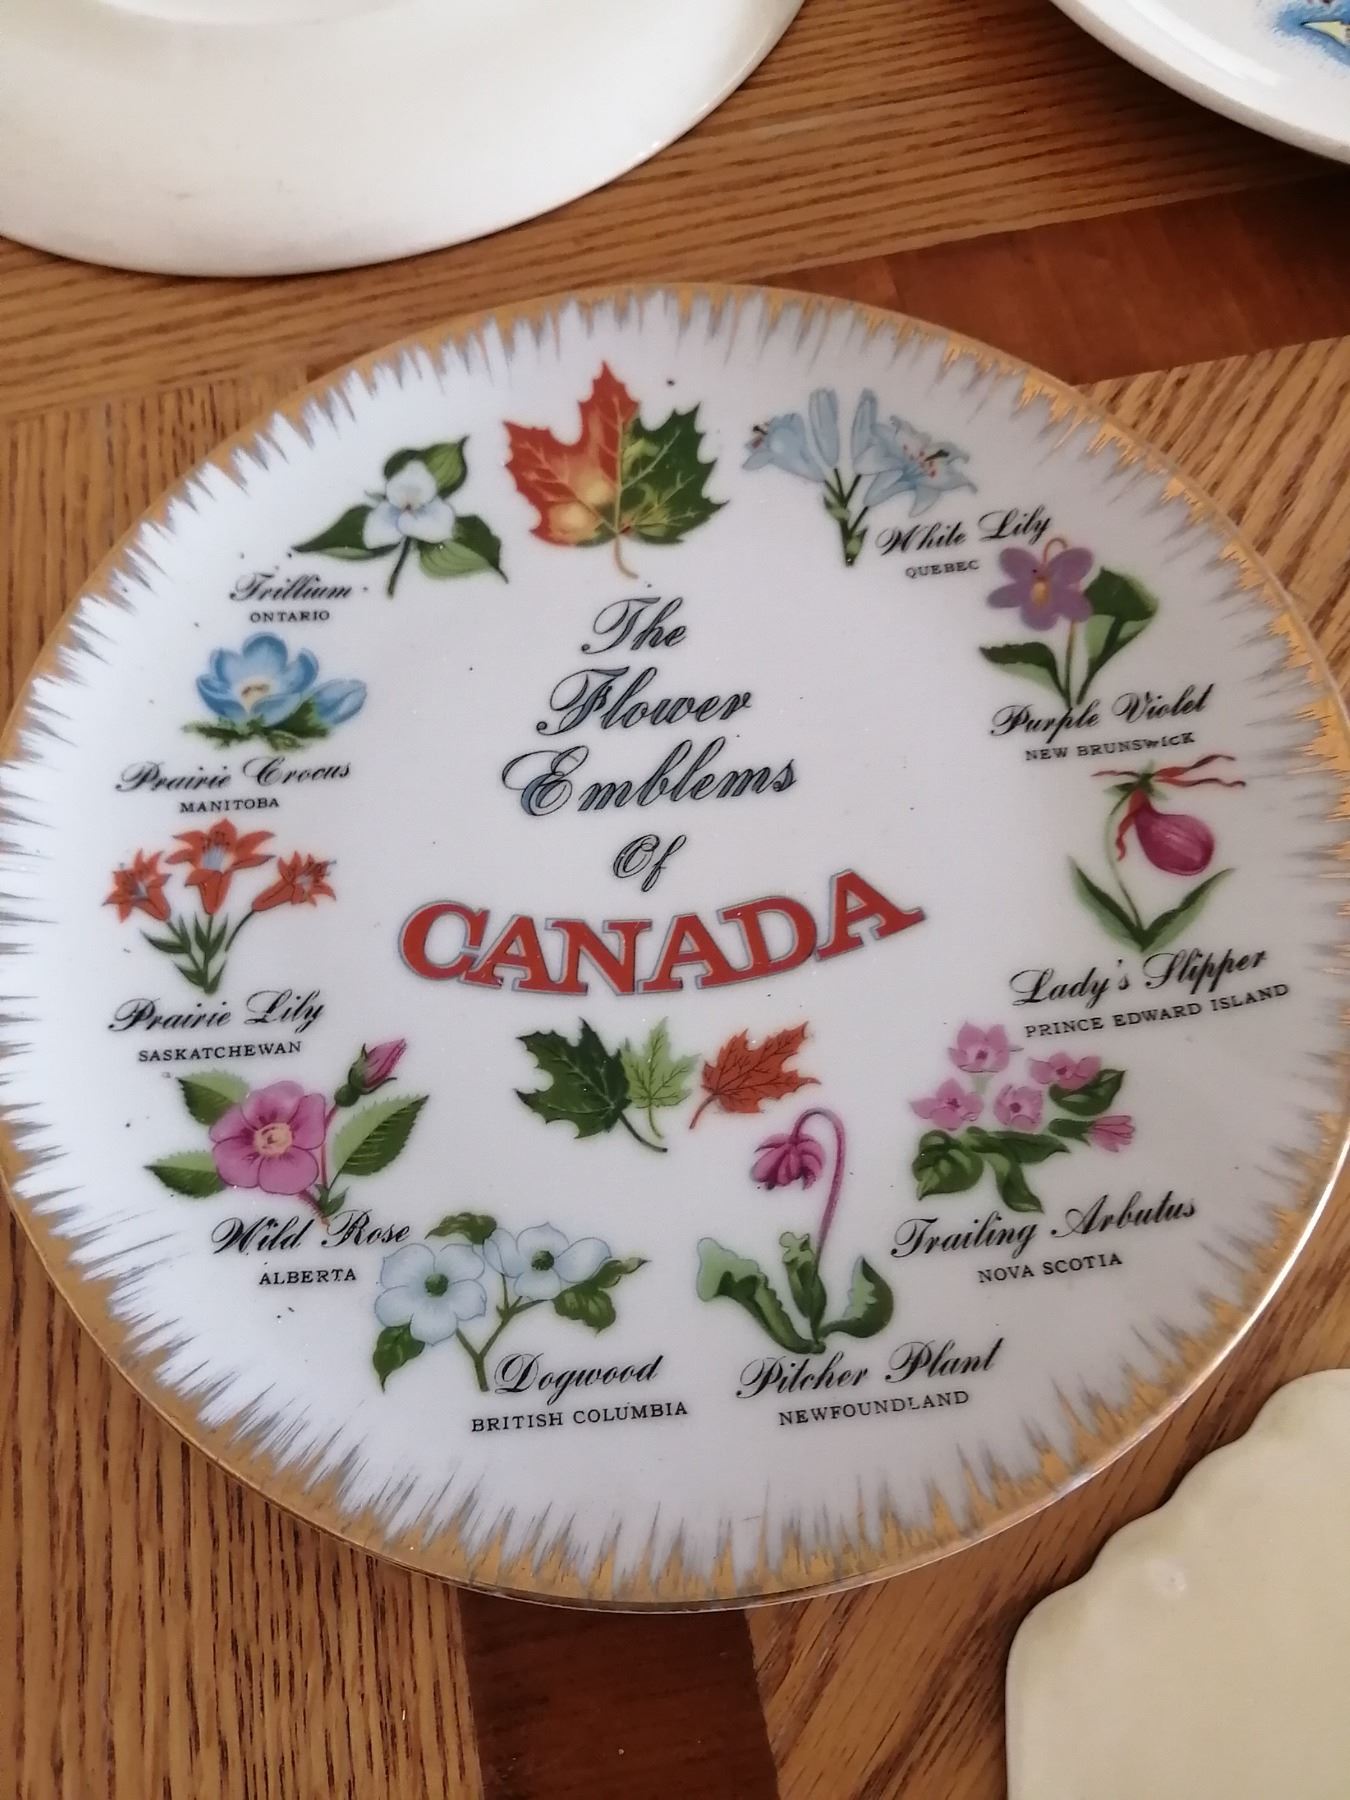 The
Flower
Emblems
Of
CANADA
White Lily
QUEBEC
Purple Violet
NEW BRUNSWICK
Lady's Slipper
PRINCE EDWARD ISLAND
Trailing Arbutus
NOVA SCOTIA
Pitcher Plant
NEWFOUNDLAND
Dogwood
BRITISH COLUMBIA
Wild Rose
ALBERTA
Prairie Lily
SASKATCHEWAN
Prairie Crocus
MANITOBA
Trillium
ONTARIO